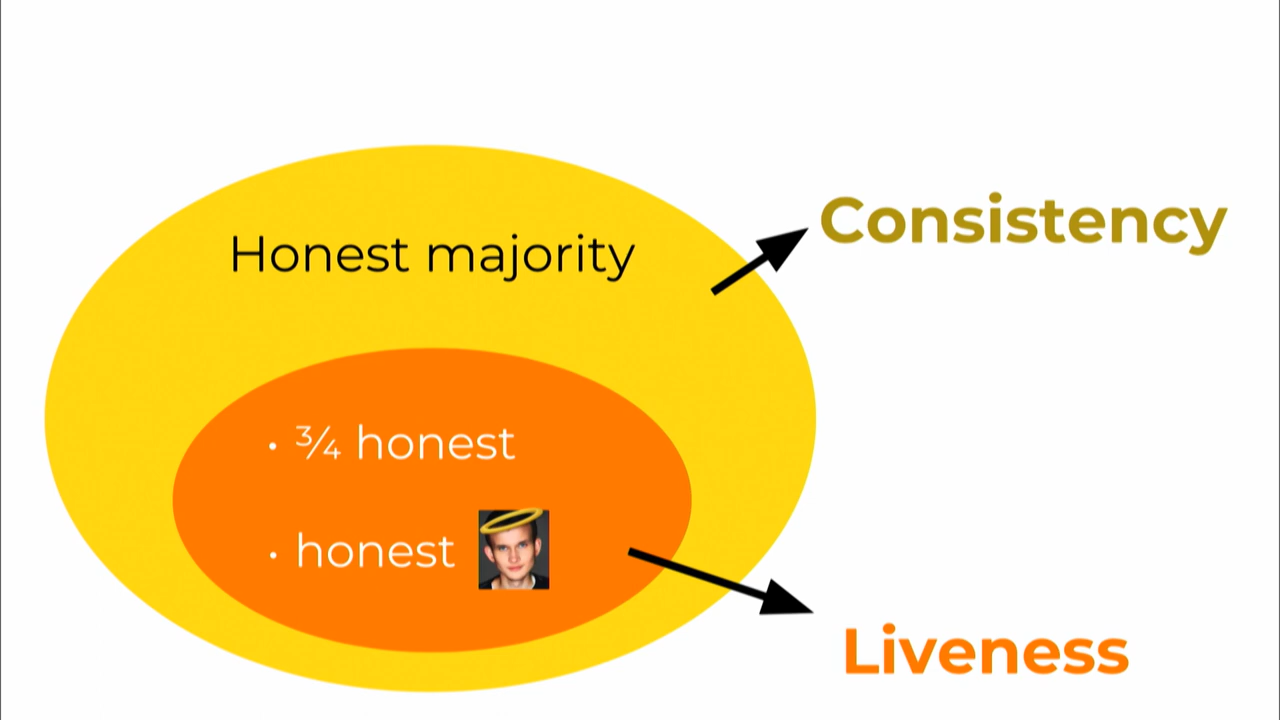 Honest majority
Consistency
• ¾ honest
• honest
Liveness